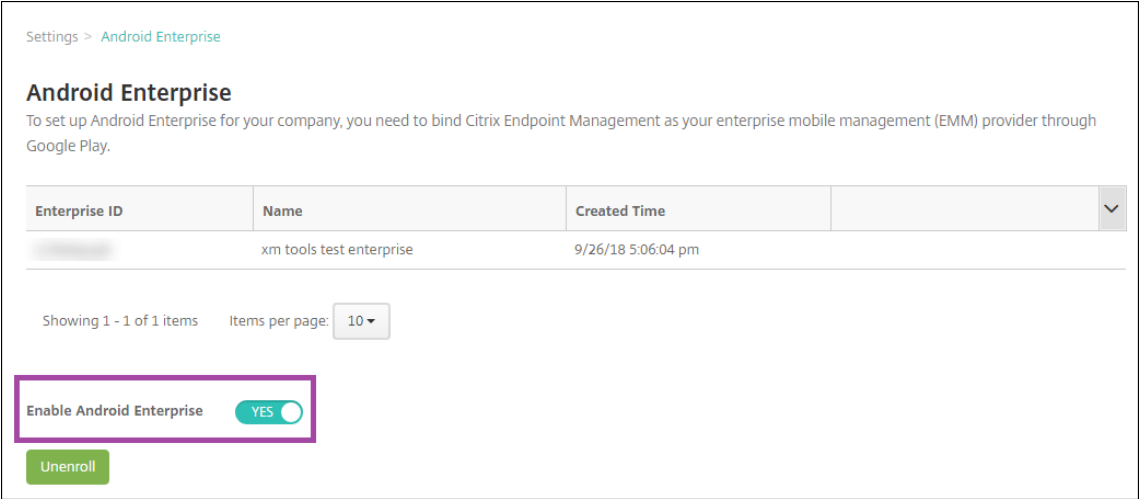 Settings > Android Enterprise
Android Enterprise
To set up Android Enterprise for your company, you need to bind Citrix Endpoint Management as your enterprise mobile management (EMM) provider through
Google Play.
Enterprise ID Name Created Time
xm tools test enterprise 9/26/18 5:06:04 pm
Showing 1 - 1 of 1 items Items per page: 10
Enable Android Enterprise YES
Unenroll